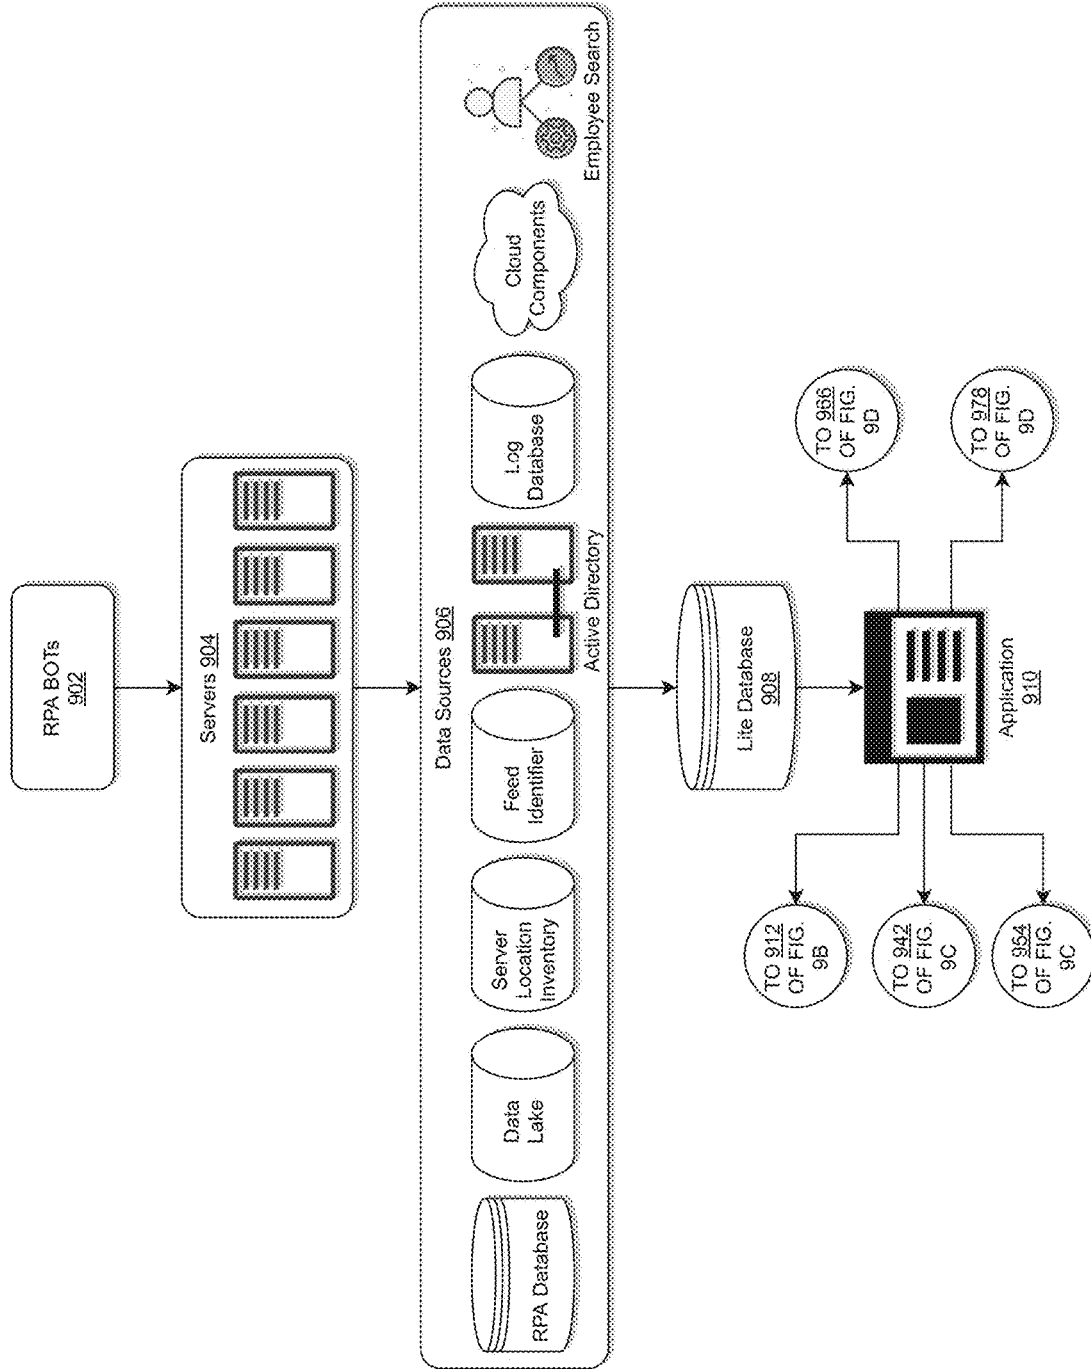 RPA BOTs
902
Servers 904
Data Sources 906
RPA Database
Data
Lake
Server
Location
Inventory
Feed
Identifier
Active Directory
Log
Database
Cloud
Components
Employee Search
Lite Database
908
Application
910
TO 912
OF FIG.
9B
TO 942
OF FIG.
9C
TO 954
OF FIG.
9C
TO 966
OF FIG.
9D
TO 978
OF FIG.
9D